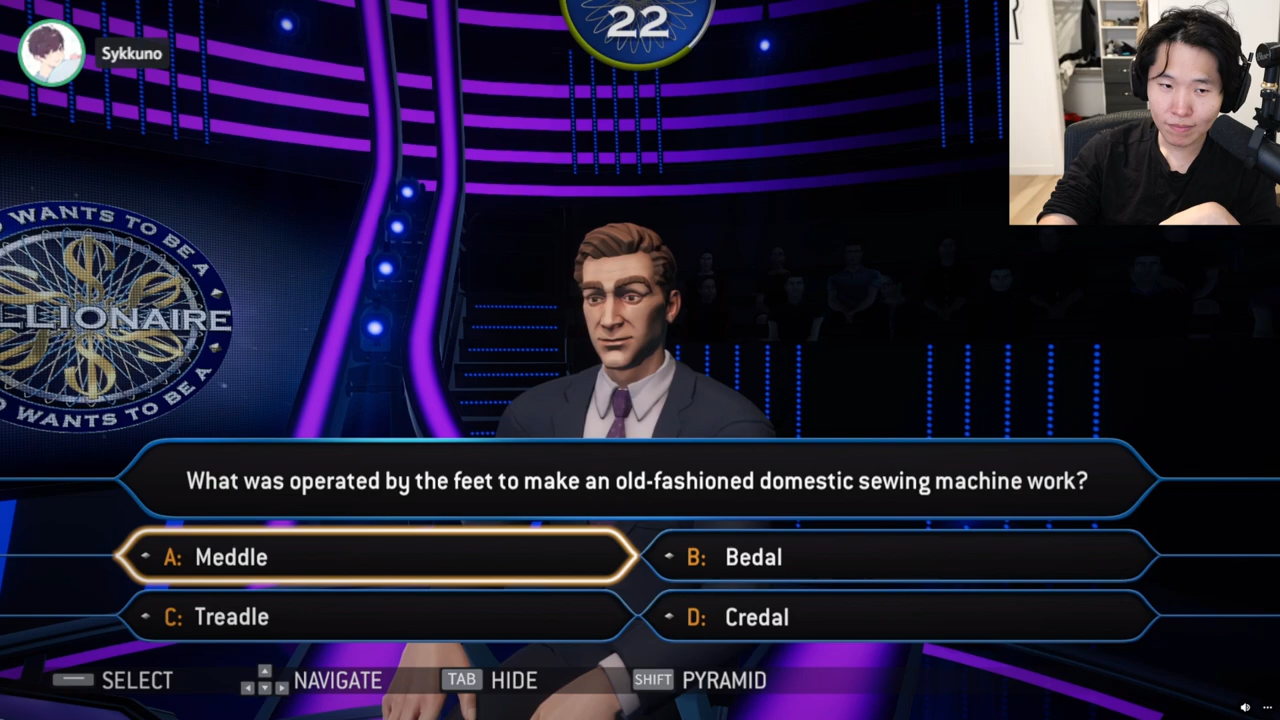 Sykkuno
22
WANTS TO BE A
LLIONAIRE
WANTS TO BE A
What was operated by the feet to make an old-fashioned domestic sewing machine work?
A: Meddle
B: Bedal
C: Treadle
D: Credal
SELECT
NAVIGATE
TAB HIDE
SHIFT PYRAMID